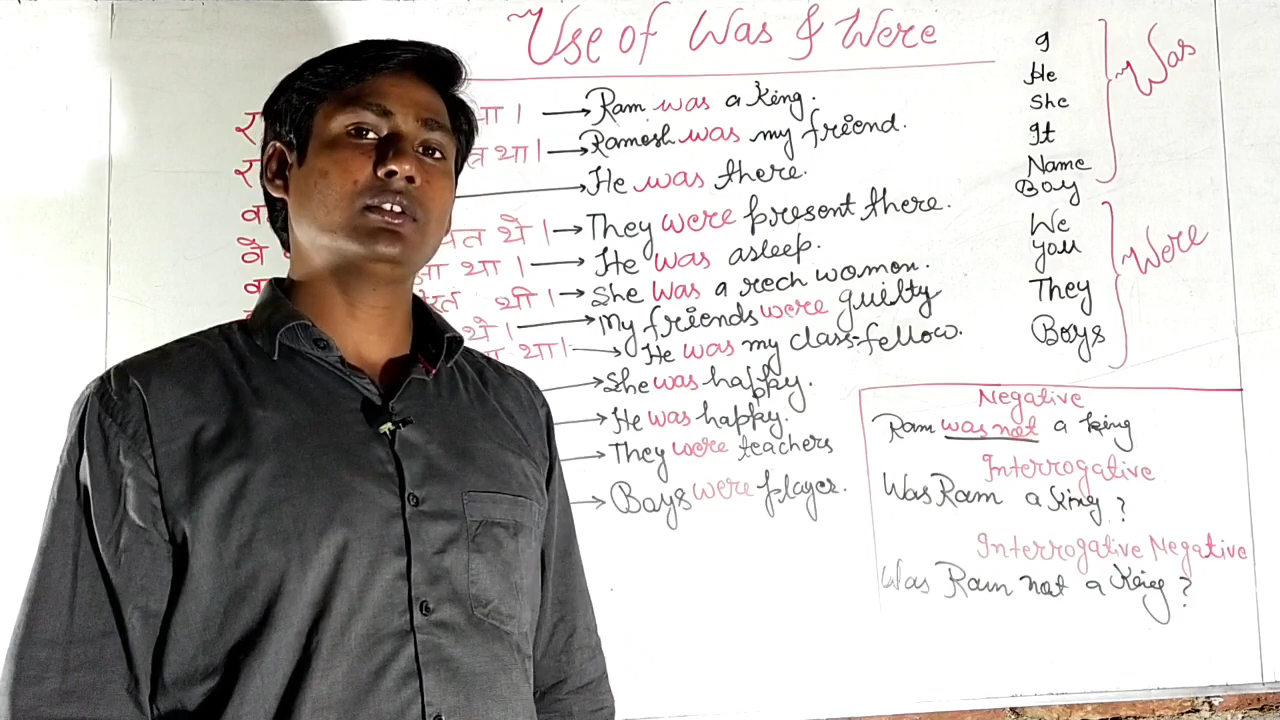 Use of Was & Were
था। → Ram was a King.
था। → Ramesh was my friend.
→ He was there.
थे। → They were present there.
था। → He was asleep.
थी। → She was a rech women.
थे। → My friends were guilty
था। → He was my class-fellow.
→ She was happy.
→ He was happy.
→ They were teachers
→ Boys were player.
I
He
She
It
Name
Boy
Was
We
you
They
Boys
Were
Negative
Ram was not a king
Interrogative
Was Ram a King?
Interrogative Negative
Was Ram not a King?